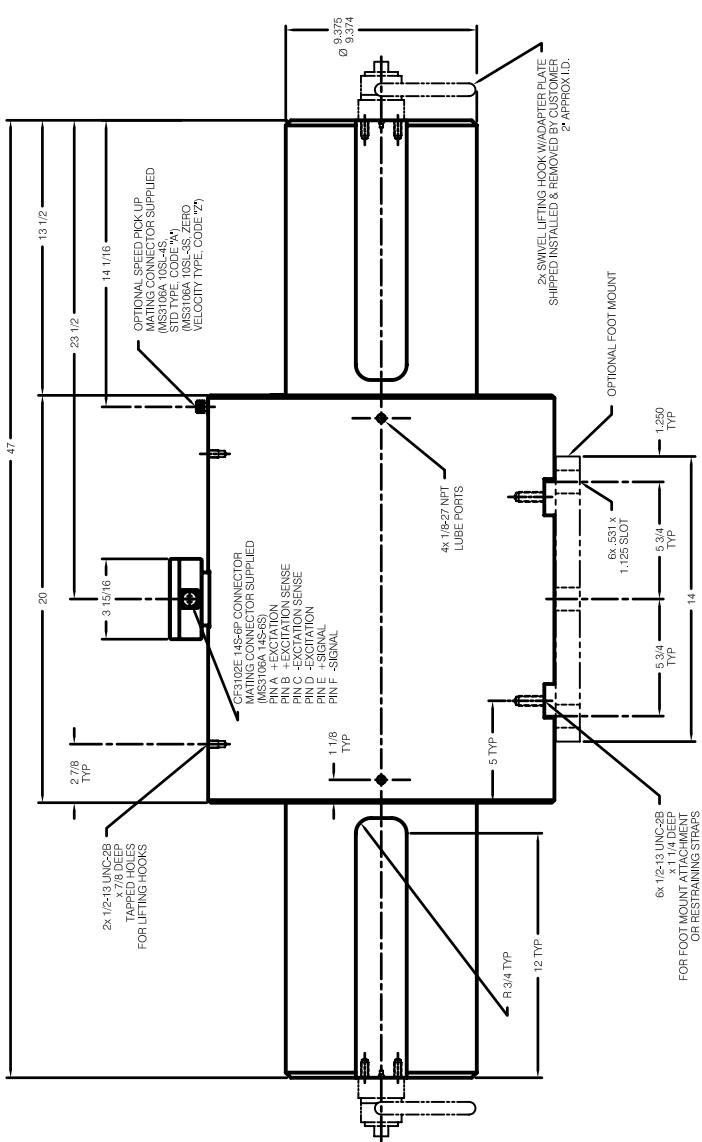 47
13 1/2
20
23 1/2
14 1/16
3 15/16
2 7/8
TYP
Ø 9.375
9.374
OPTIONAL SPEED PICK UP
MATING CONNECTOR SUPPLIED
(MS3106A 10SL-4S,
STD TYPE, CODE "A")
(MS3106A 10SL-3S, ZERO
VELOCITY TYPE, CODE "Z")
2x 1/2-13 UNC-2B
x 7/8 DEEP
TAPPED HOLES
FOR LIFTING HOOKS
CF3102E 14S-6P CONNECTOR
MATING CONNECTOR SUPPLIED
(MS3106A 14S-6S)
PIN A +EXCTATION
PIN B +EXCITATION SENSE
PIN C -EXCTATION SENSE
PIN D -EXCITATION
PIN E +SIGNAL
PIN F -SIGNAL
1 1/8
TYP
4x 1/8-27 NPT
LUBE PORTS
2x SWIVEL LIFTING HOOK W/ADAPTER PLATE
SHIPPED INSTALLED & REMOVED BY CUSTOMER
2" APPROX I.D.
R 3/4 TYP
12 TYP
5 TYP
OPTIONAL FOOT MOUNT
6x .531 x
1.125 SLOT
1.250
TYP
5 3/4
TYP
5 3/4
TYP
14
6x 1/2-13 UNC-2B
x 1 1/4 DEEP
FOR FOOT MOUNT ATTACHMENT
OR RESTRAINING STRAPS